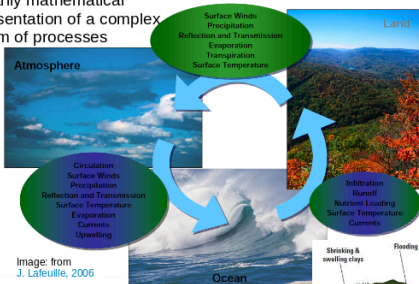 sentation of a complex
m of processes
Surface Winds
Precipitation
Reflection and Transmission
Evaporation
Transpiration
Surface Temperature
Land
Atmosphere
Circulation
Surface Winds
Precipitation
Reflection and Transmission
Surface Temperature
Evaporation
Currents
Upwelling
Infiltration
Runoff
Nutrient Loading
Surface Temperature
Currents
Image: from
J. Lafeuille, 2006
Ocean
Shrinking &
swelling clays
Flooding